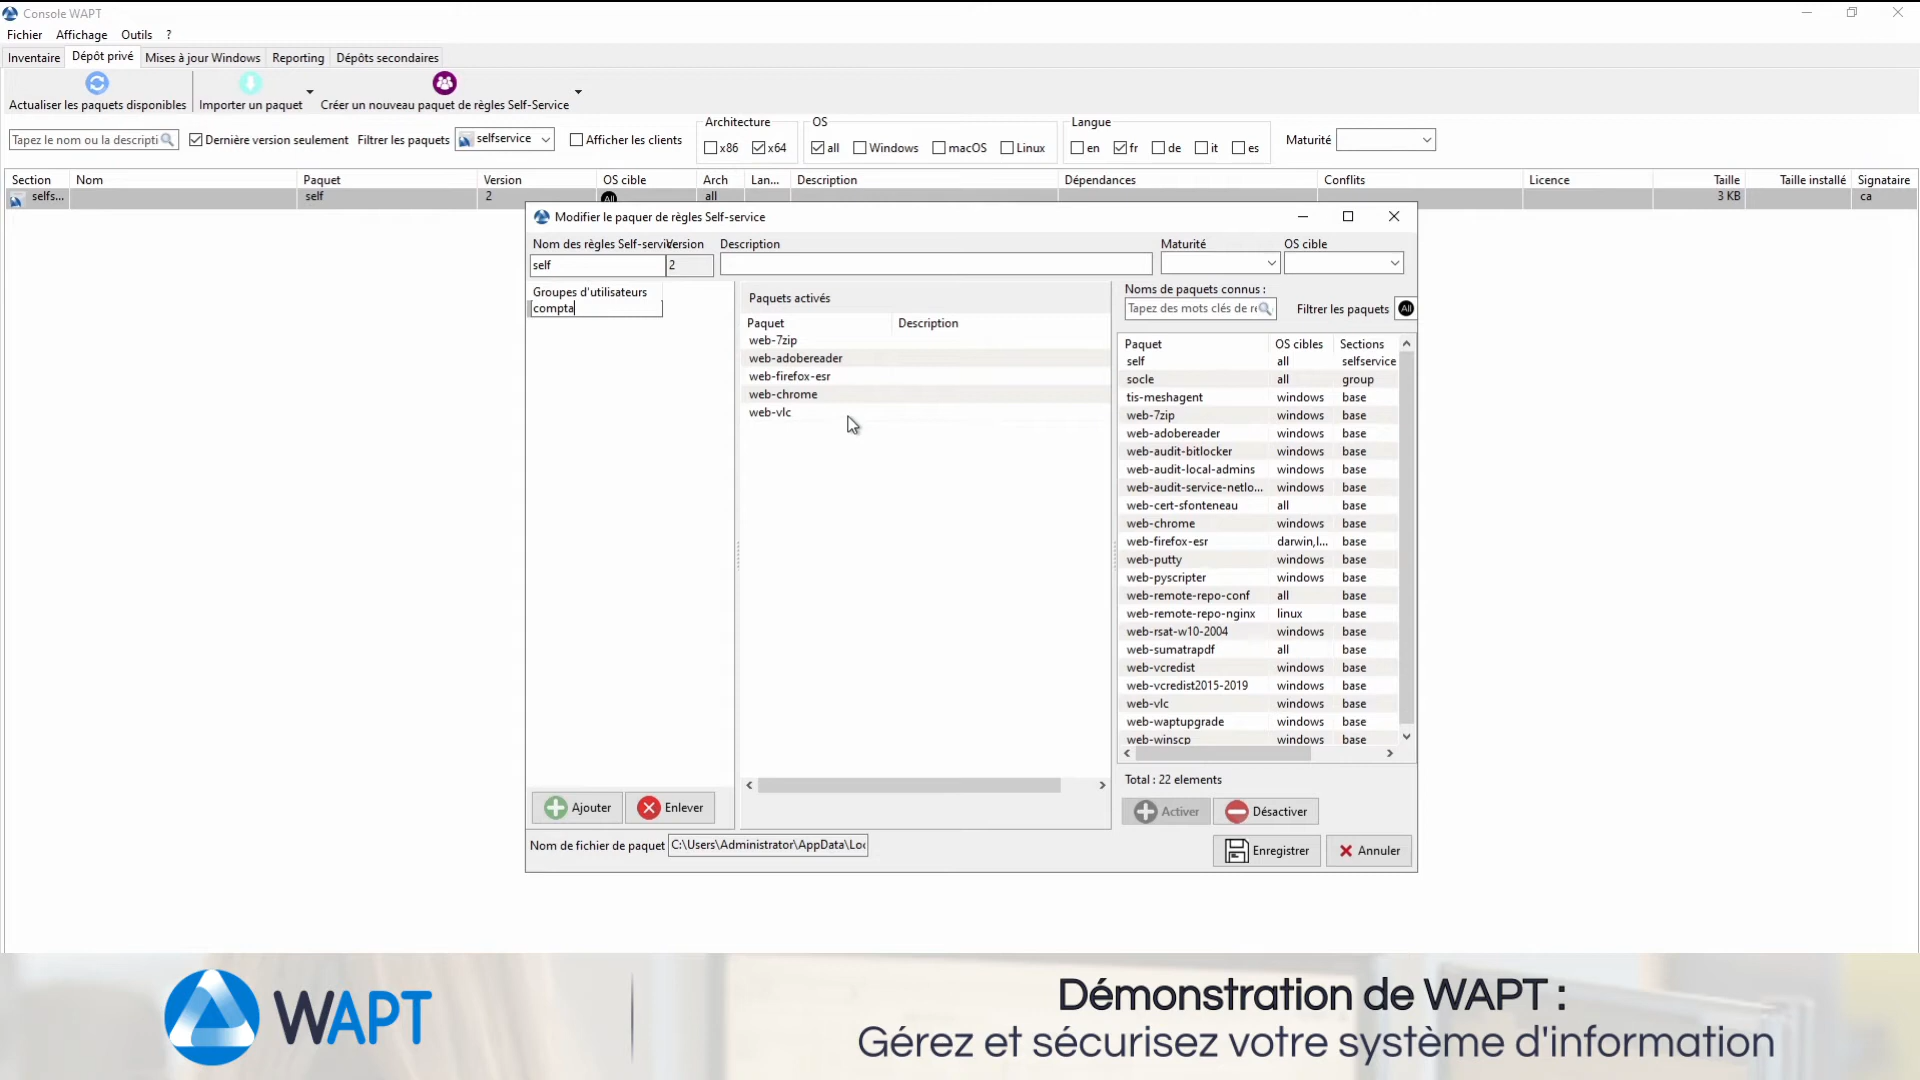 Console WAPT
Fichier Affichage Outils ?
Inventaire Dépôt privé Mises à jour Windows Reporting Dépôts secondaires
Actualiser les paquets disponibles Importer un paquet Créer un nouveau paquet de règles Self-Service
Tapez le nom ou la descripti Dernière version seulement Filtrer les paquets selfservice Afficher les clients
Architecture
x86 x64
OS
all Windows macOS Linux
Langue
en fr de it es
Maturité
Section Nom Paquet Version OS cible Arch Lan... Description Dépendances Conflits Licence Taille Taille installé Signataire
selfs... self 2 All all 3 KB ca
Modifier le paquer de règles Self-service
Nom des règles Self-service Version Description Maturité OS cible
self 2
Groupes d'utilisateurs
compta
Paquets activés
Paquet Description
web-7zip
web-adobereader
web-firefox-esr
web-chrome
web-vlc
Noms de paquets connus :
Tapez des mots clés de re Filtrer les paquets All
Paquet OS cibles Sections
self all selfservice
socle all group
tis-meshagent windows base
web-7zip windows base
web-adobereader windows base
web-audit-bitlocker windows base
web-audit-local-admins windows base
web-audit-service-netlo... windows base
web-cert-sfonteneau all base
web-chrome windows base
web-firefox-esr darwin,l... base
web-putty windows base
web-pyscripter windows base
web-remote-repo-conf all base
web-remote-repo-nginx linux base
web-rsat-w10-2004 windows base
web-sumatrapdf all base
web-vcredist windows base
web-vcredist2015-2019 windows base
web-vlc windows base
web-waptupgrade windows base
web-winscp windows base
Total : 22 elements
Ajouter Enlever Activer Désactiver
Nom de fichier de paquet C:\Users\Administrator\AppData\Loc
Enregistrer Annuler
WAPT
Démonstration de WAPT :
Gérez et sécurisez votre système d'information